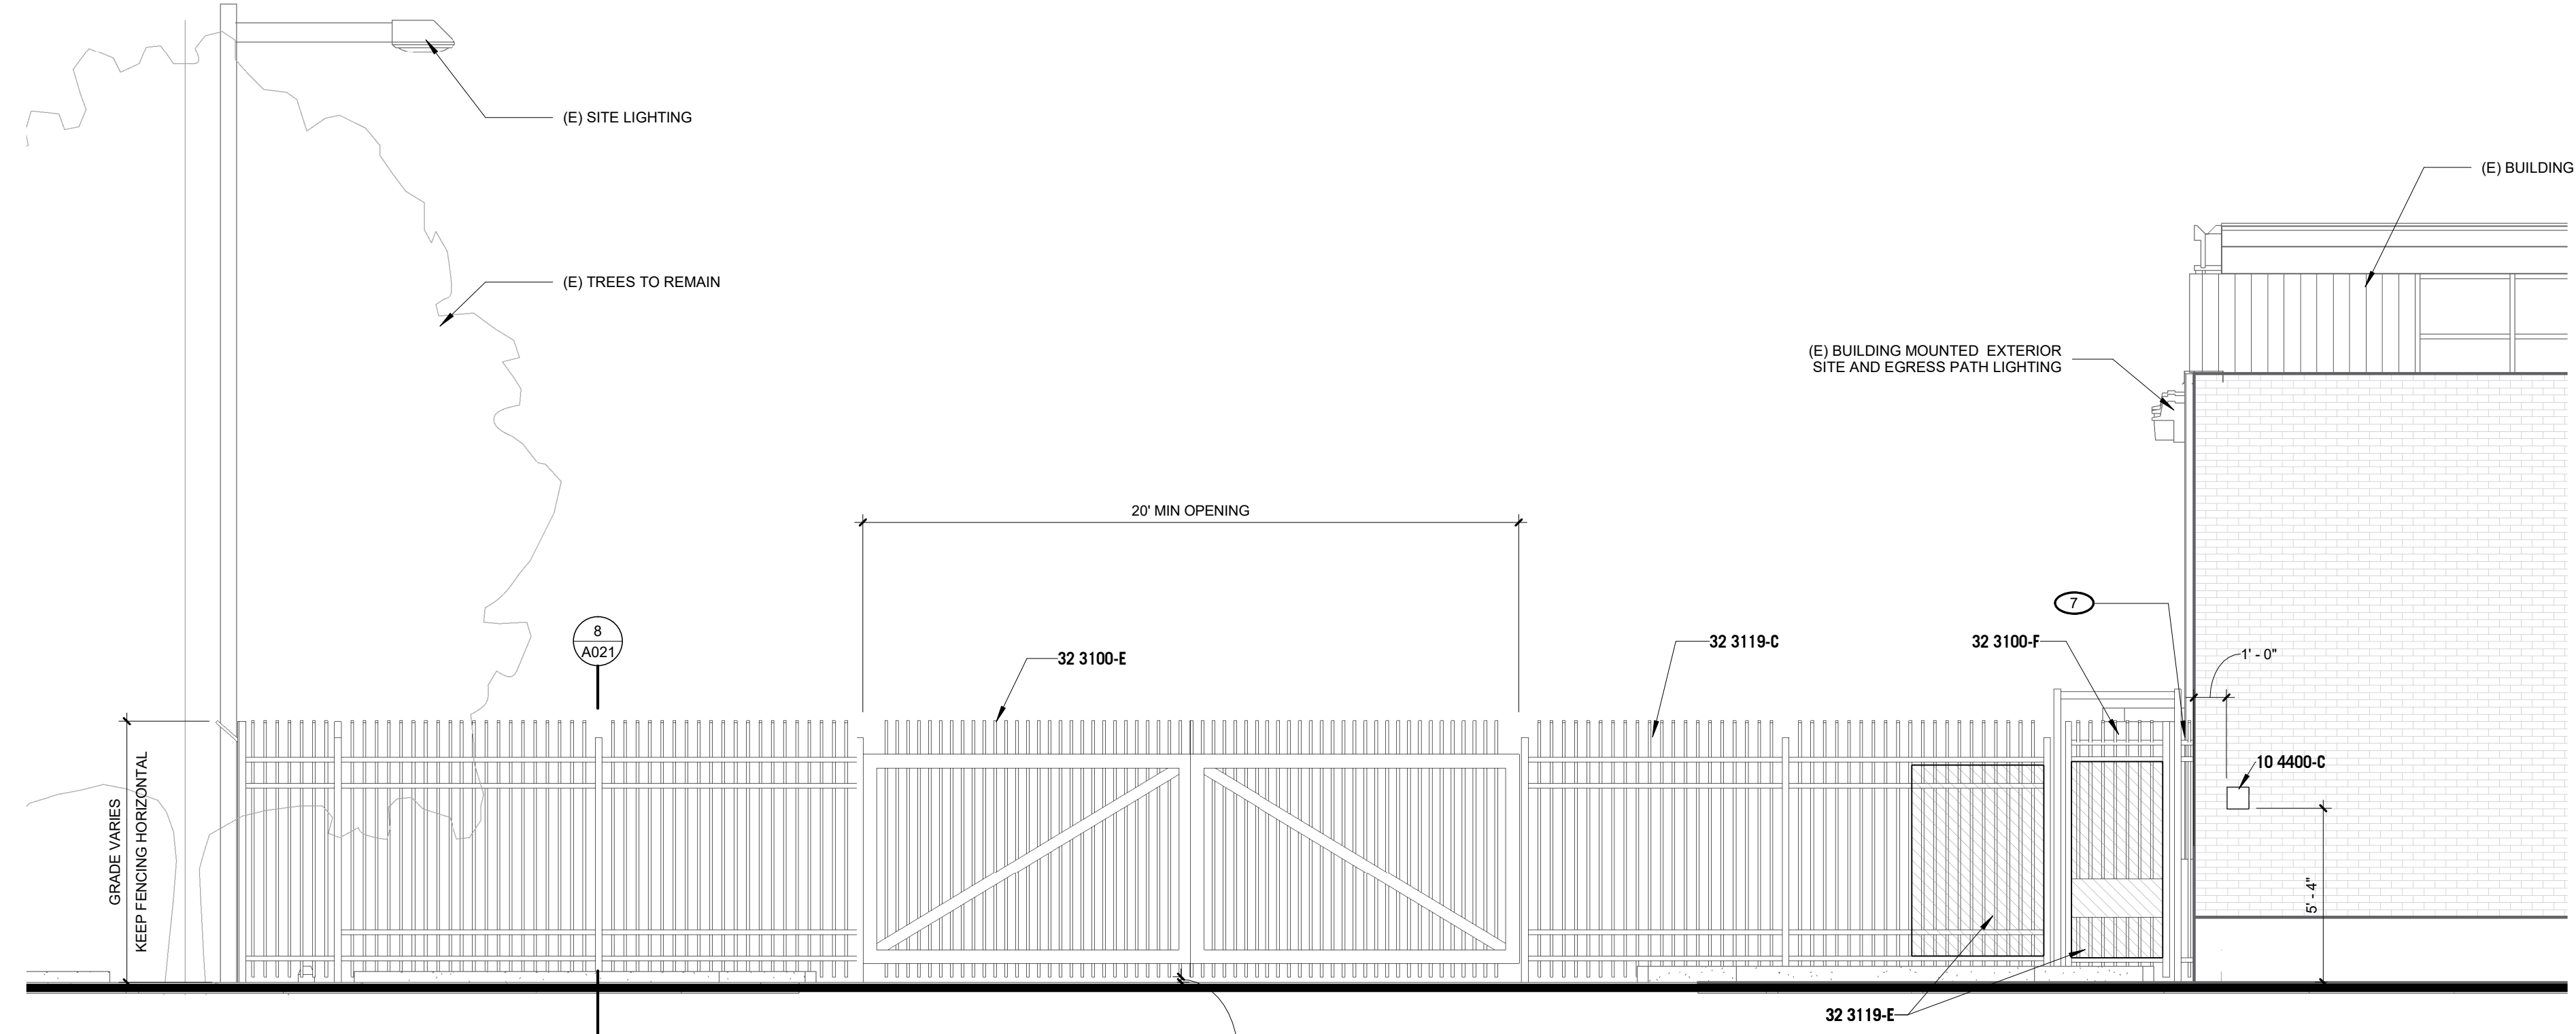 (E) SITE LIGHTING
(E) BUILDING
(E) TREES TO REMAIN
(E) BUILDING MOUNTED EXTERIOR
SITE AND EGRESS PATH LIGHTING
20' MIN OPENING
7
8
A021
32 3100-E
32 3119-C
32 3100-F
1' - 0"
10 4400-C
GRADE VARIES
KEEP FENCING HORIZONTAL
5' - 4"
32 3119-E